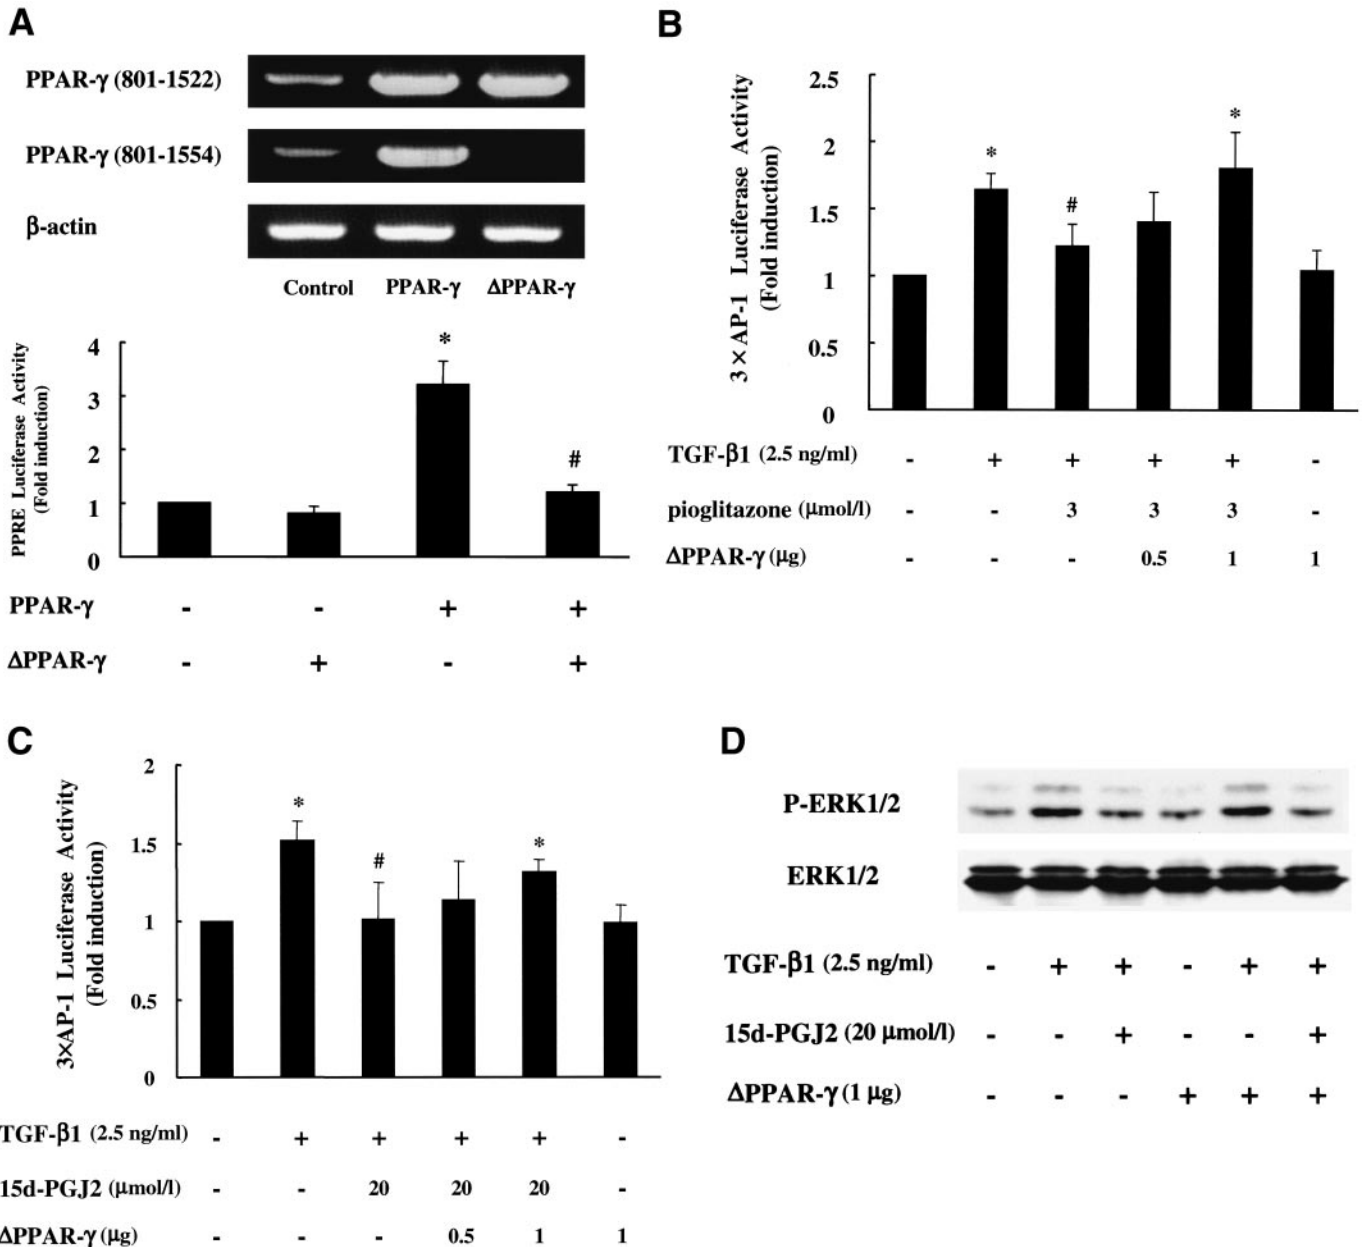 A
PPAR-γ (801-1522)
PPAR-γ (801-1554)
β-actin
Control PPAR-γ ΔPPAR-γ
PPRE Luciferase Activity
(Fold induction)
4
3
2
1
0
*
#
PPAR-γ - - + +
ΔPPAR-γ - + - +
B
3×AP-1 Luciferase Activity
(Fold induction)
2.5
2
1.5
1
0.5
0
*
#
*
TGF-β1 (2.5 ng/ml) - + + + + -
pioglitazone (μmol/l) - - 3 3 3 -
ΔPPAR-γ (μg) - - - 0.5 1 1
C
3×AP-1 Luciferase Activity
(Fold induction)
2
1.5
1
0.5
0
*
#
*
TGF-β1 (2.5 ng/ml) - + + + + -
15d-PGJ2 (μmol/l) - - 20 20 20 -
ΔPPAR-γ (μg) - - - 0.5 1 1
D
P-ERK1/2
ERK1/2
TGF-β1 (2.5 ng/ml) - + + - + +
15d-PGJ2 (20 μmol/l) - - + - - +
ΔPPAR-γ (1 μg) - - - + + +